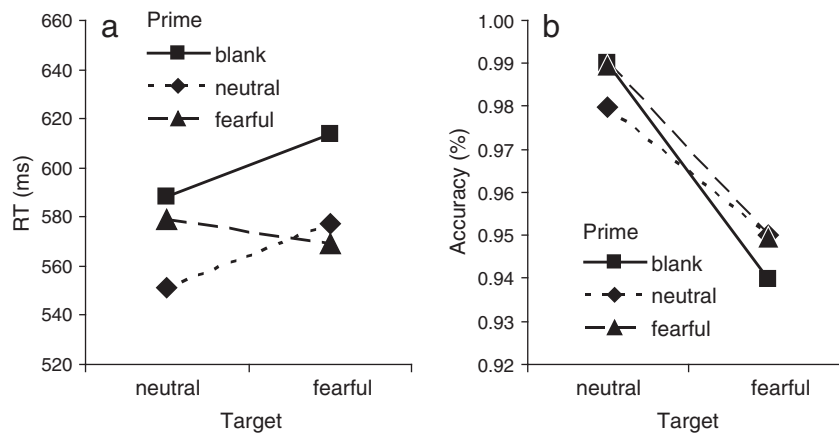 a
Prime
blank
neutral
fearful
660
640
620
600
580
550
540
520
RT (ms)
neutral
fearful
Target
b
1.00
0.99
0.98
0.96
0.96
0.95
0.94
0.93
0.92
Accuracy (%)
Prime
blank
neutral
fearful
neutral
fearful
Target